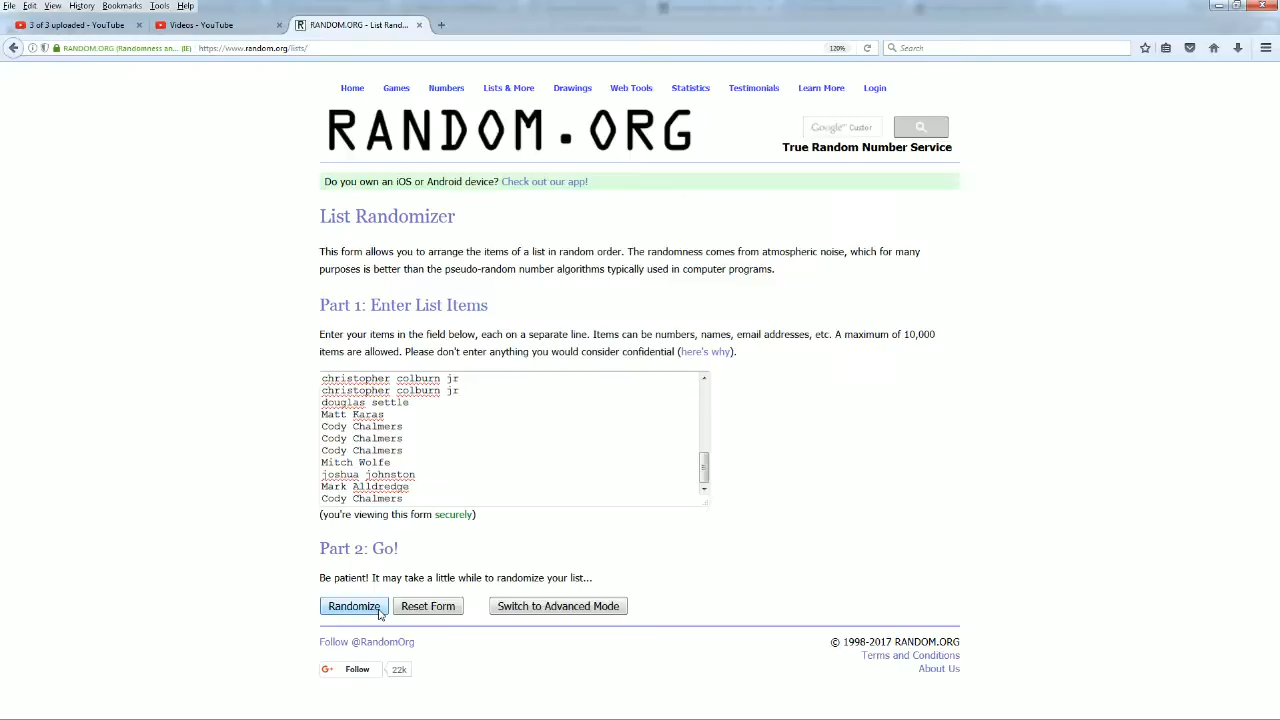 File Edit View History Bookmarks Tools Help
3 of 3 uploaded - YouTube × Videos - YouTube × RANDOM.ORG - List Rand... × +
RANDOM.ORG (Randomness an... (IE) https://www.random.org/lists/ 120% Search
Home Games Numbers Lists & More Drawings Web Tools Statistics Testimonials Learn More Login
RANDOM.ORG
Google™ Custor
True Random Number Service
Do you own an iOS or Android device? Check out our app!
List Randomizer
This form allows you to arrange the items of a list in random order. The randomness comes from atmospheric noise, which for many
purposes is better than the pseudo-random number algorithms typically used in computer programs.
Part 1: Enter List Items
Enter your items in the field below, each on a separate line. Items can be numbers, names, email addresses, etc. A maximum of 10,000
items are allowed. Please don't enter anything you would consider confidential (here's why).
christopher colburn jr
christopher colburn jr
douglas settle
Matt Karas
Cody Chalmers
Cody Chalmers
Cody Chalmers
Mitch Wolfe
joshua johnston
Mark Alldredge
Cody Chalmers
(you're viewing this form securely)
Part 2: Go!
Be patient! It may take a little while to randomize your list...
Randomize Reset Form Switch to Advanced Mode
Follow @RandomOrg © 1998-2017 RANDOM.ORG
Terms and Conditions
G+ Follow 22k About Us